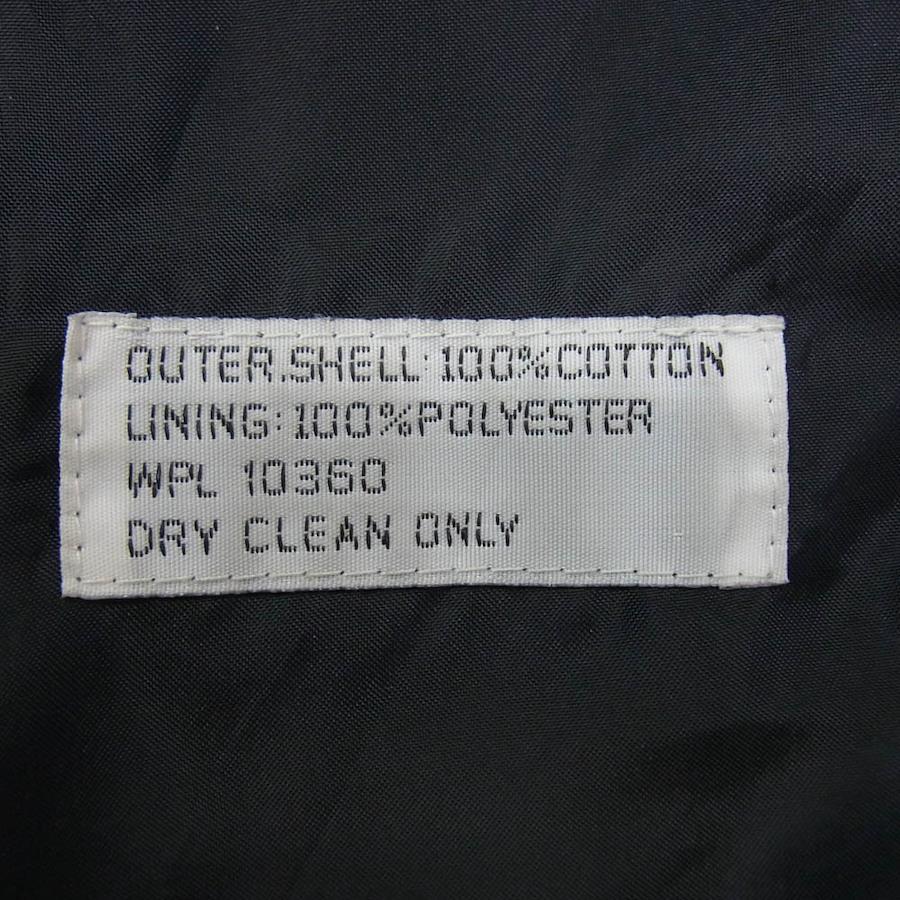 OUTER.SHELL:100%COTTON
LINING:100%POLYESTER
WPL 10360
DRY CLEAN ONLY